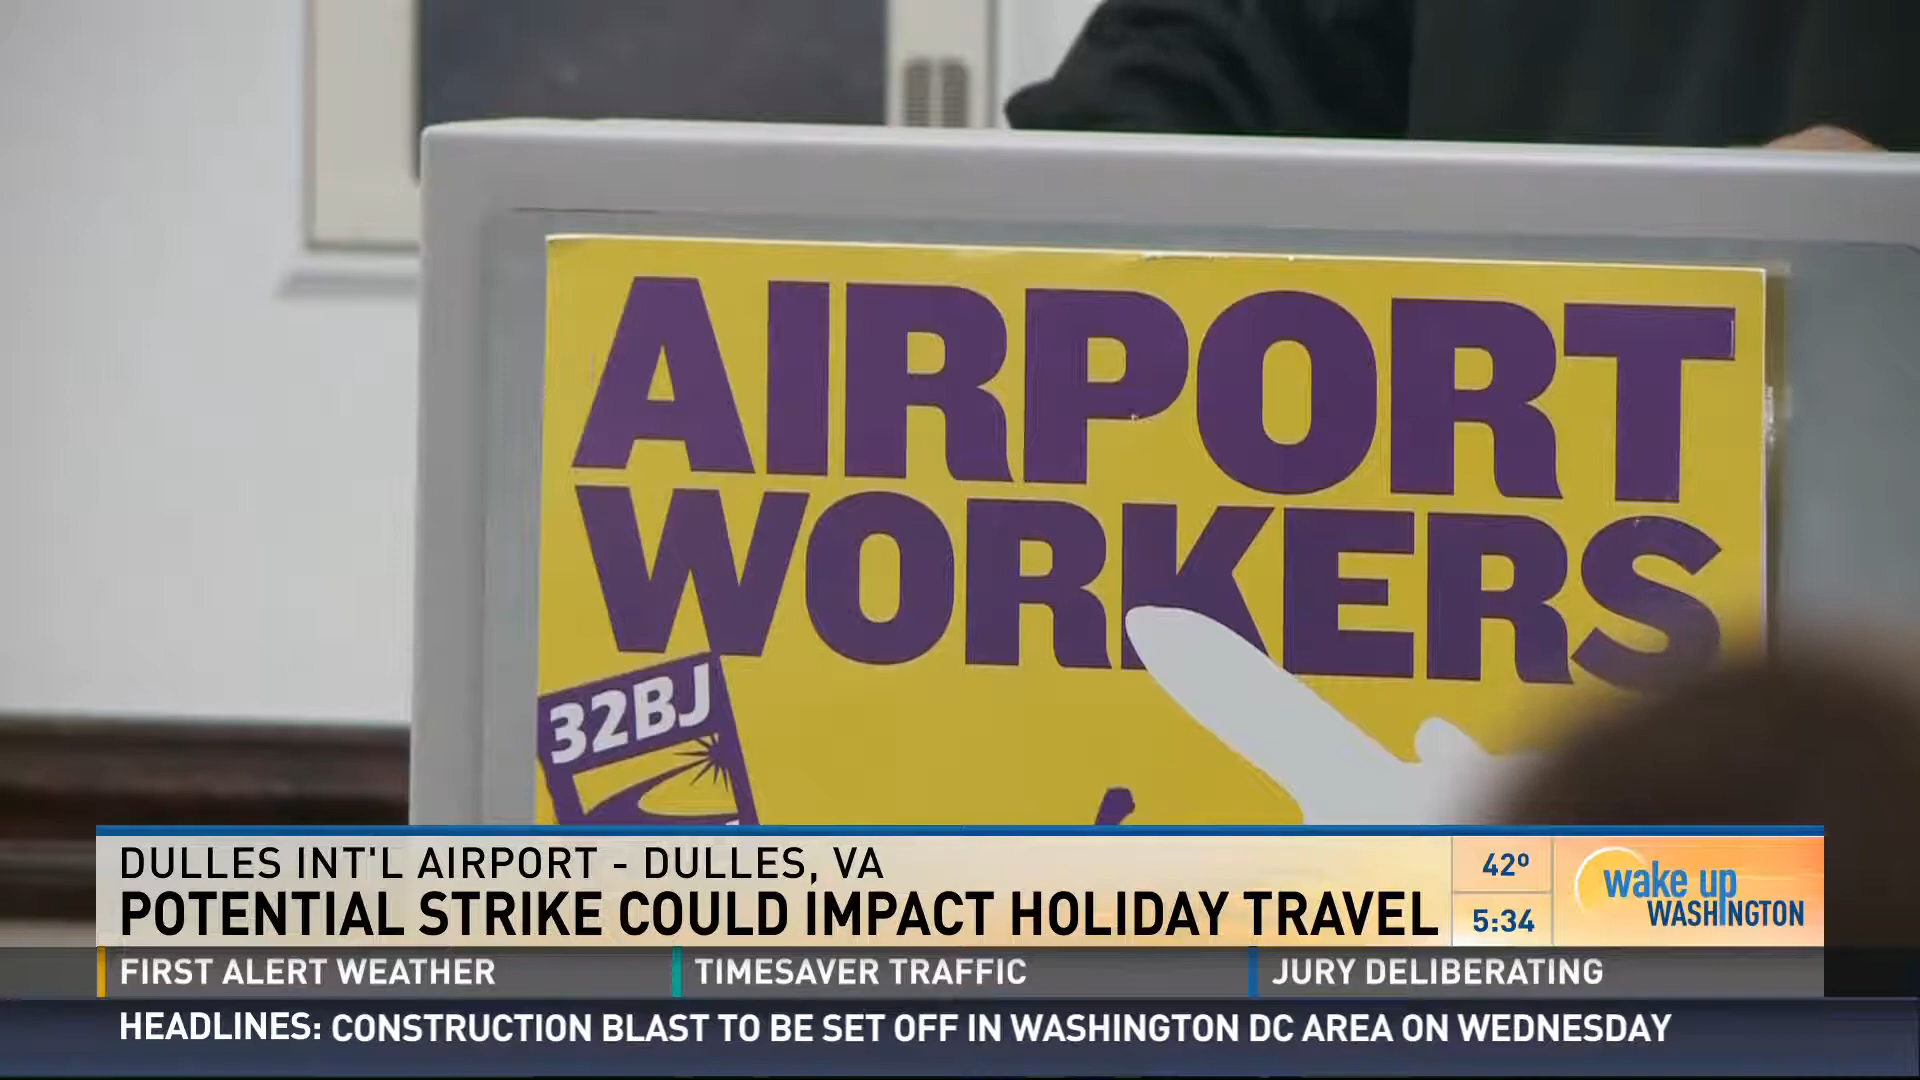 AIRPORT
WORKERS
32BJ
DULLES INT'L AIRPORT - DULLES, VA
POTENTIAL STRIKE COULD IMPACT HOLIDAY TRAVEL
42°
5:34
wake up
WASHINGTON
FIRST ALERT WEATHER
TIMESAVER TRAFFIC
JURY DELIBERATING
HEADLINES: CONSTRUCTION BLAST TO BE SET OFF IN WASHINGTON DC AREA ON WEDNESDAY